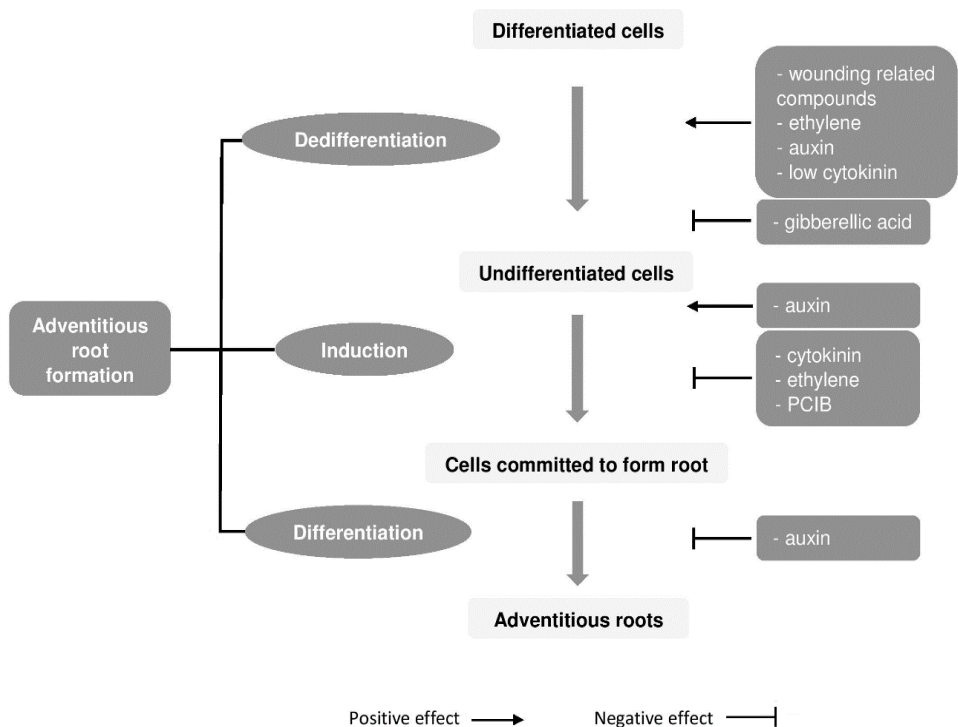 Differentiated cells
- wounding related
compounds
- ethylene
- auxin
- low cytokinin
Dedifferentiation
- gibberellic acid
Undifferentiated cells
- auxin
Adventitious
root
formation
Induction
- cytokinin
- ethylene
- PCIB
Cells committed to form root
Differentiation
- auxin
Adventitious roots
Positive effect
Negative effect